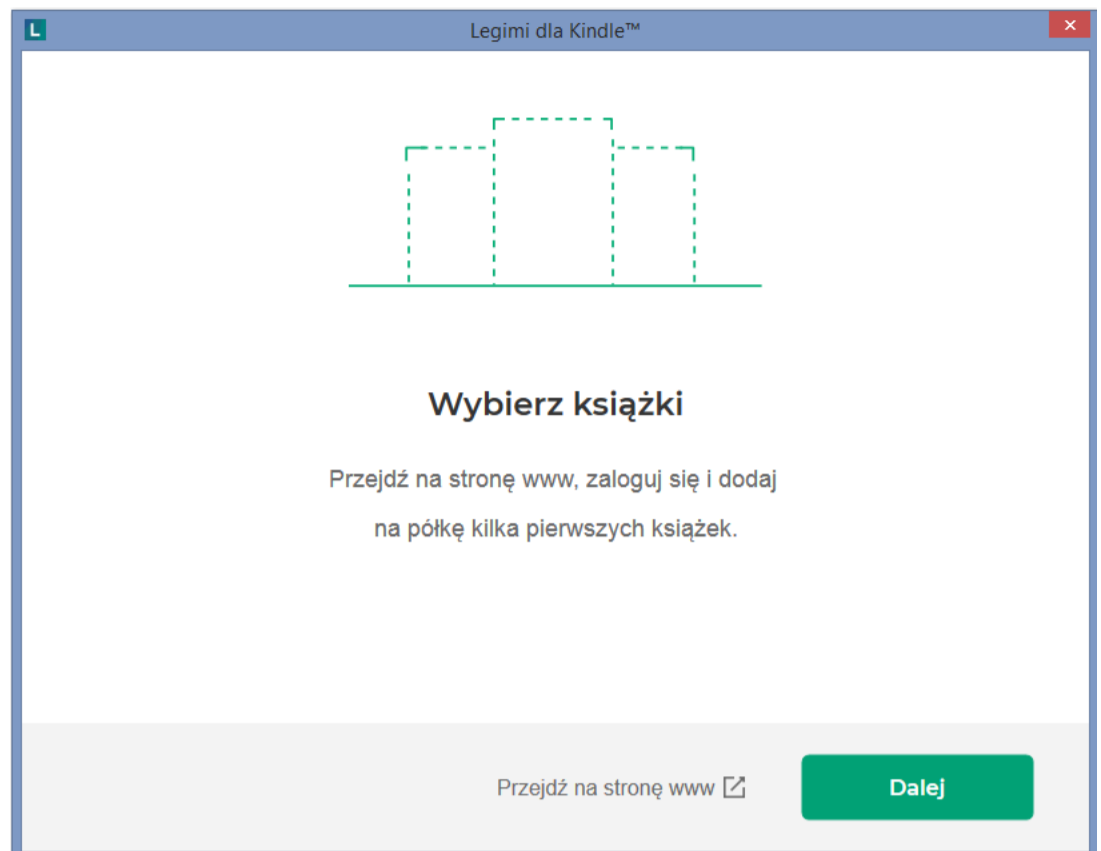 L
Legimi dla Kindle™
Wybierz książki
Przejdź na stronę www, zaloguj się i dodaj
na półkę kilka pierwszych książek.
Przejdź na stronę www
Dalej